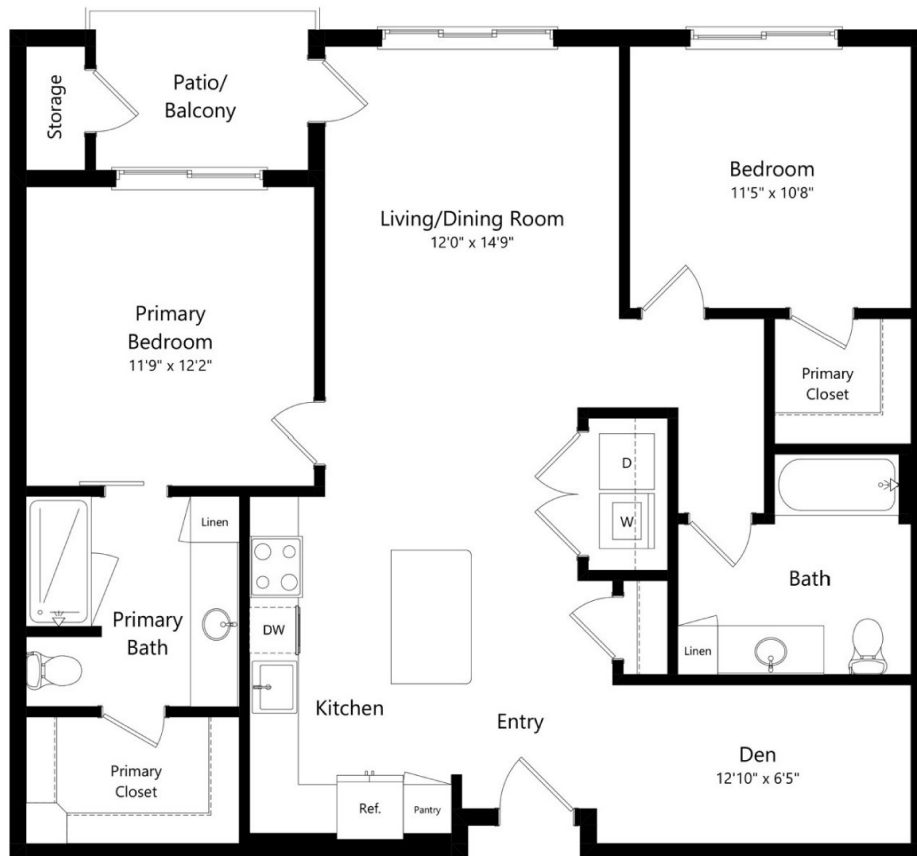 Storage
Patio/
Balcony
Living/Dining Room
12'0" x 14'9"
Bedroom
11'5" x 10'8"
Primary
Bedroom
11'9" x 12'2"
Primary
Closet
D
W
Linen
DW
Primary
Bath
Bath
Linen
Kitchen
Entry
Den
12'10" x 6'5"
Primary
Closet
Ref.
Pantry